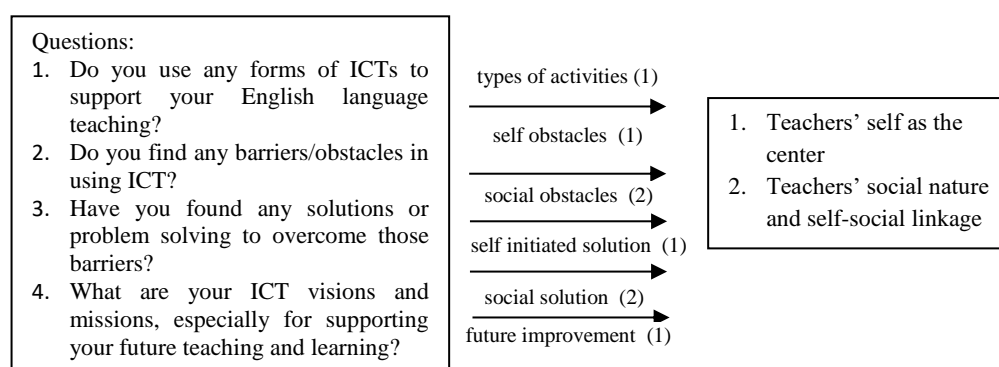 Questions:
1. Do you use any forms of ICTs to
support your English language
teaching?
2. Do you find any barriers/obstacles in
using ICT?
3. Have you found any solutions or
problem solving to overcome those
barriers?
4. What are your ICT visions and
missions, especially for supporting
your future teaching and learning?
types of activities (1)
self obstacles (1)
social obstacles (2)
self initiated solution (1)
social solution (2)
future improvement (1)
1. Teachers’ self as the
center
2. Teachers’ social nature
and self-social linkage